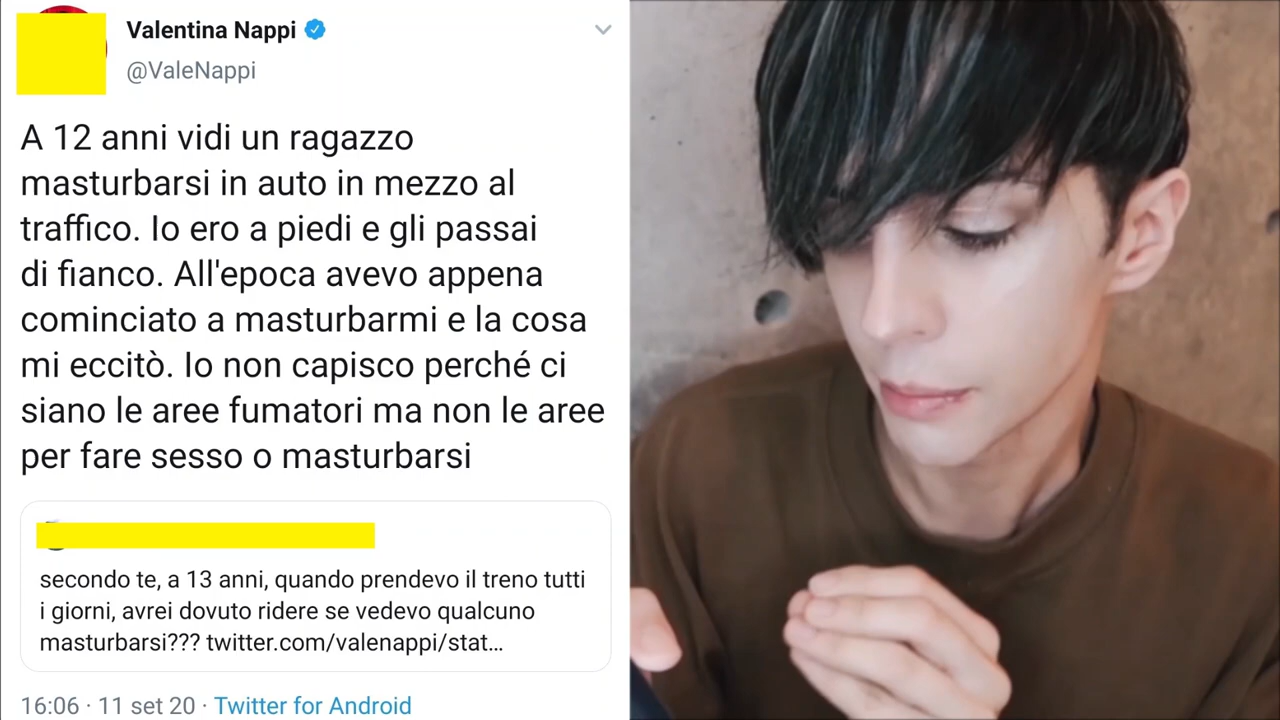 Valentina Nappi
@ValeNappi
A 12 anni vidi un ragazzo
masturbarsi in auto in mezzo al
traffico. Io ero a piedi e gli passai
di fianco. All'epoca avevo appena
cominciato a masturbarmi e la cosa
mi eccitò. Io non capisco perché ci
siano le aree fumatori ma non le aree
per fare sesso o masturbarsi
secondo te, a 13 anni, quando prendevo il treno tutti
i giorni, avrei dovuto ridere se vedevo qualcuno
masturbarsi??? twitter.com/valenappi/stat…
16:06 · 11 set 20 · Twitter for Android